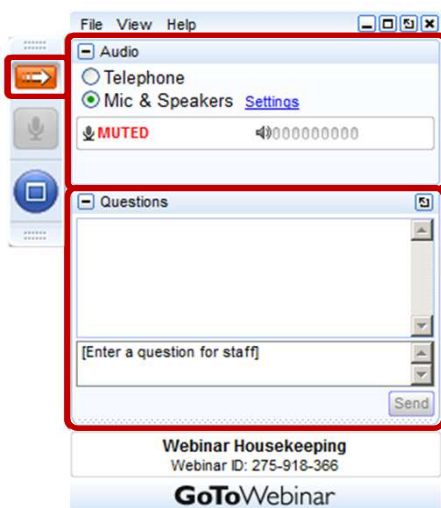 File View Help
Audio
Telephone
Mic & Speakers Settings
MUTED 000000000
Questions
[Enter a question for staff]
Send
Webinar Housekeeping
Webinar ID: 275-918-366
GoToWebinar